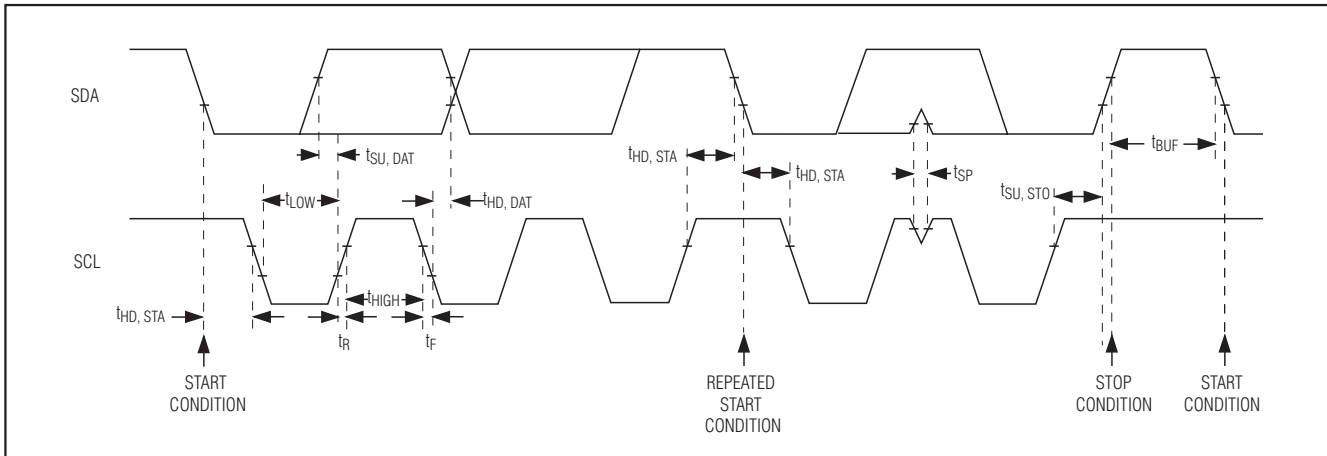 SDA
tSU, DAT
tHD, STA
tHD, STA
tSP
tBUF
tSU, STO
tLOW
tHD, DAT
SCL
tHIGH
tHD, STA
tR
tF
START
CONDITION
REPEATED
START
CONDITION
STOP
CONDITION
START
CONDITION